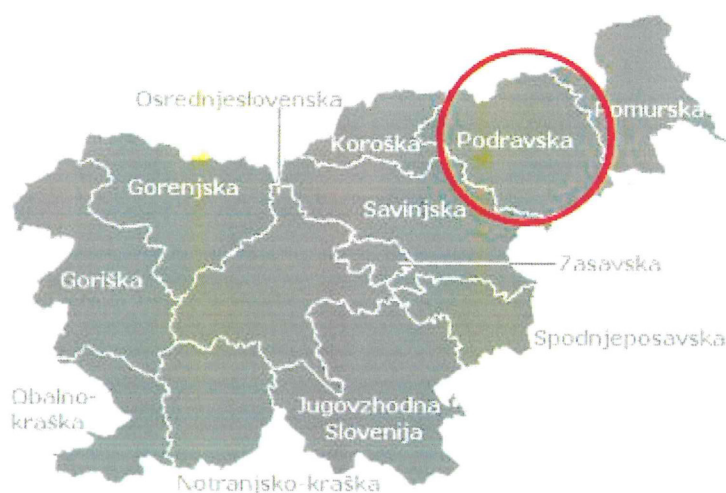 Osrednjeslovenska
Pomurska
Koroška
Podravska
Gorenjska
Savinjska
Goriška
Zasavska
Spodnjeposavska
Obalno-
kraška
Jugovzhodna
Slovenija
Notranjsko-kraška